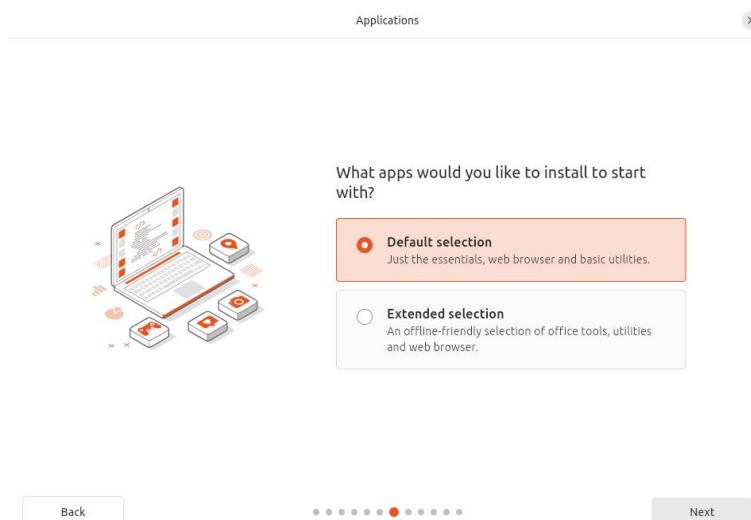 Applications
What apps would you like to install to start
with?
Default selection
Just the essentials, web browser and basic utilities.
Extended selection
An offline-friendly selection of office tools, utilities
and web browser.
Back
Next